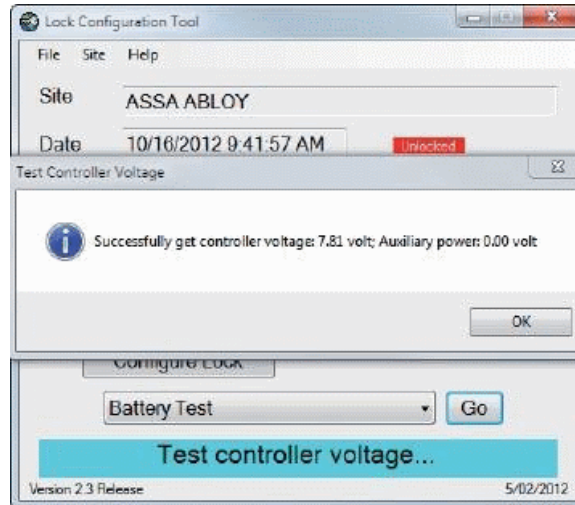 Lock Configuration Tool
File Site Help
Site ASSA ABLOY
Date 10/16/2012 9:41:57 AM Unlocked
Test Controller Voltage
Successfully get controller voltage: 7.81 volt; Auxiliary power: 0.00 volt
OK
Configure Lock
Battery Test Go
Test controller voltage...
Version 2.3 Release 5/02/2012